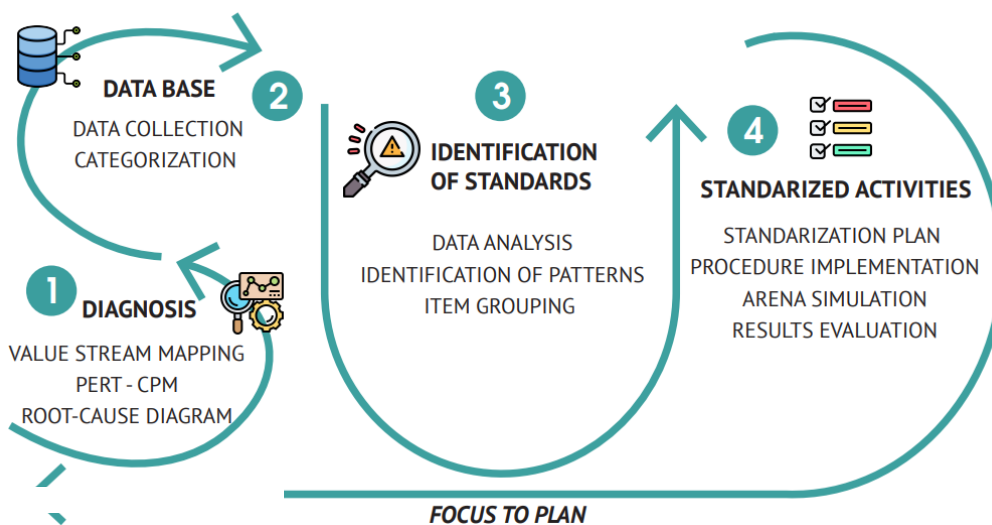 1
DIAGNOSIS
VALUE STREAM MAPPING
PERT - CPM
ROOT-CAUSE DIAGRAM
2
DATA BASE
DATA COLLECTION
CATEGORIZATION
3
IDENTIFICATION
OF STANDARDS
DATA ANALYSIS
IDENTIFICATION OF PATTERNS
ITEM GROUPING
4
STANDARIZED ACTIVITIES
STANDARIZATION PLAN
PROCEDURE IMPLEMENTATION
ARENA SIMULATION
RESULTS EVALUATION
FOCUS TO PLAN